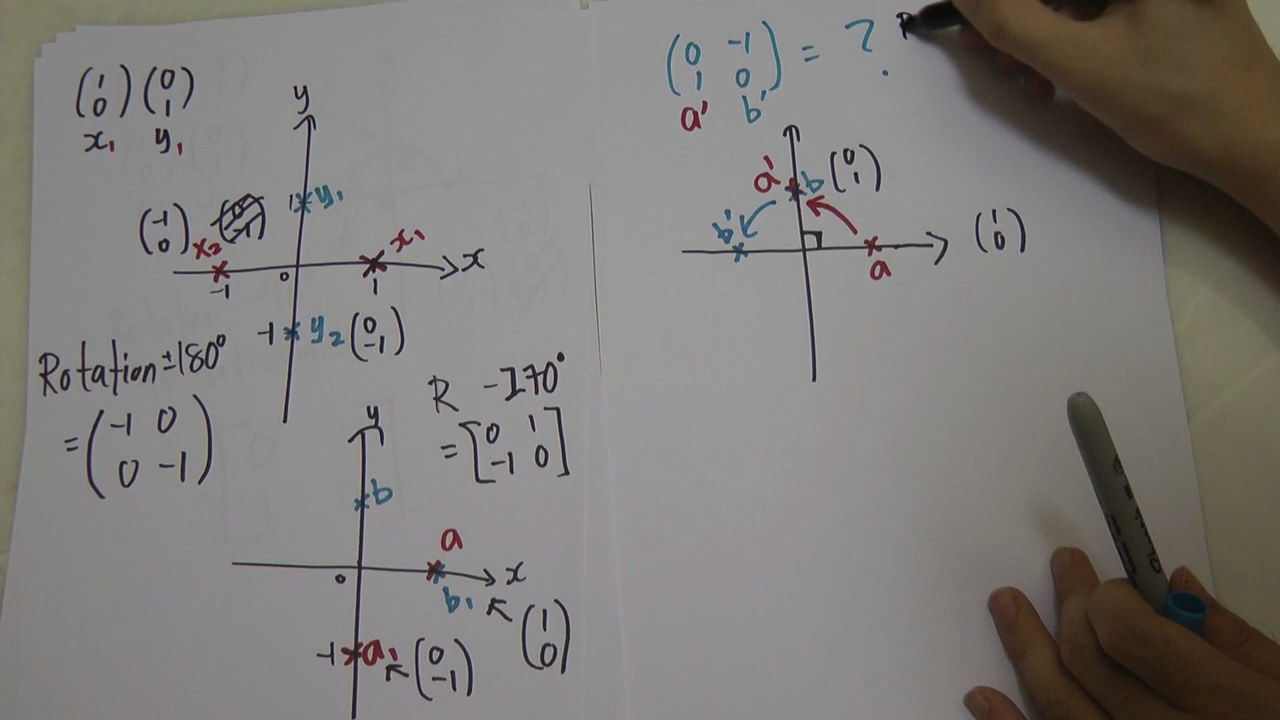 (1 0) (0 1)
x₁ y₁
y
1 y₁
(-1 0) x₂
x₁
x
-1 0 1
-1 y₂ (0 -1)
Rotation ±180°
= (-1 0
0 -1)
R -270°
= [0 1
-1 0]
y
b
a
x
0
b₁ (1 0)
-1 a₁ (0 -1)
(0 -1
1 0) = ?
a' b'
a' b (0 1)
b'
a
(1 0)